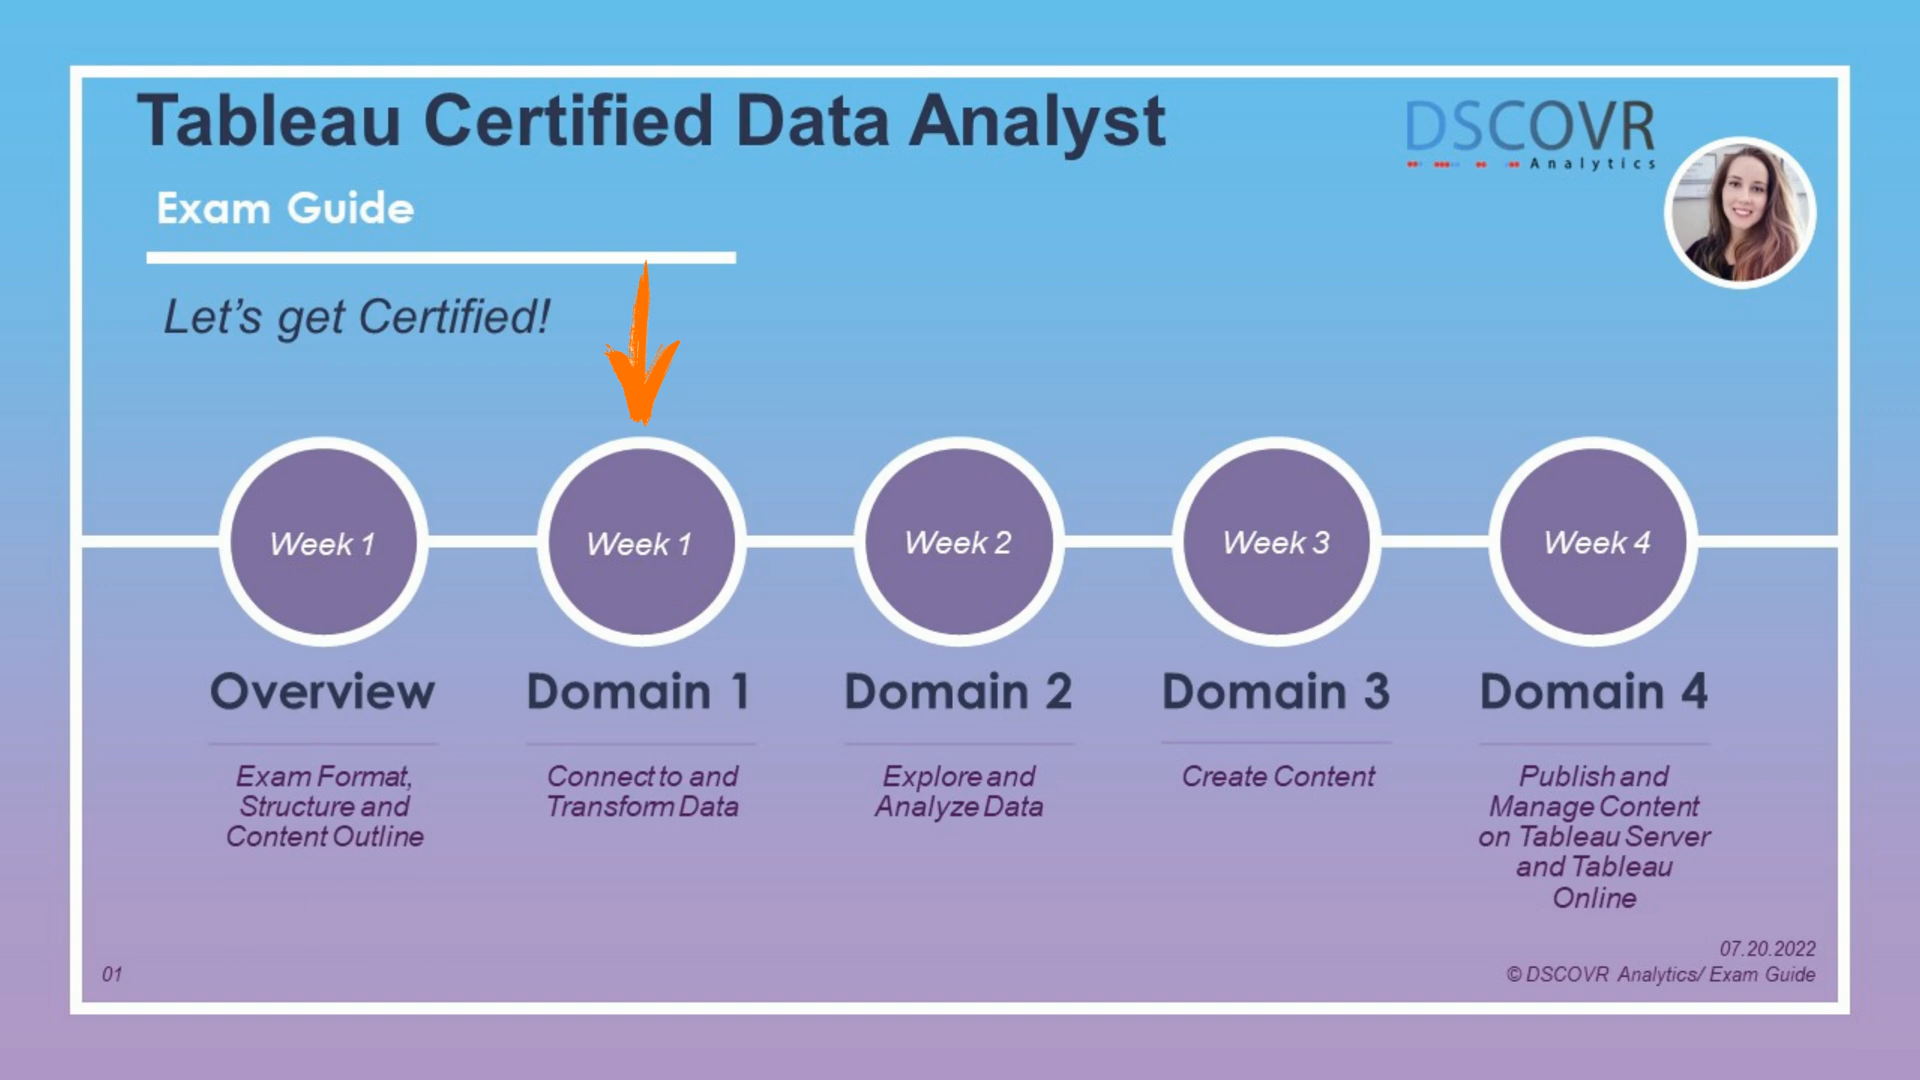 Tableau Certified Data Analyst
DSCOVR
Analytics
Exam Guide
Let's get Certified!
Week 1
Week 1
Week 2
Week 3
Week 4
Overview
Domain 1
Domain 2
Domain 3
Domain 4
Exam Format,
Structure and
Content Outline
Connect to and
Transform Data
Explore and
Analyze Data
Create Content
Publish and
Manage Content
on Tableau Server
and Tableau
Online
07.20.2022
01
© DSCOVR Analytics/ Exam Guide